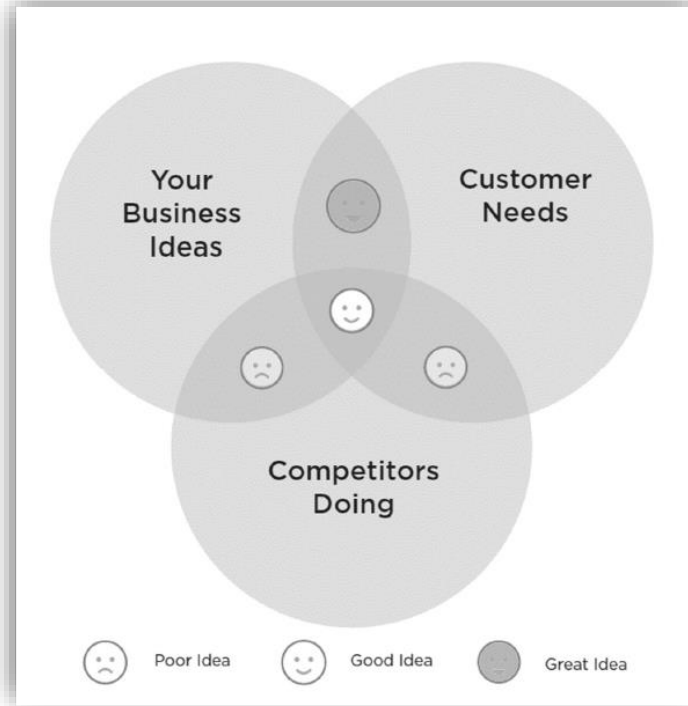 Your
Business
Ideas
Customer
Needs
Competitors
Doing
Poor Idea
Good Idea
Great Idea